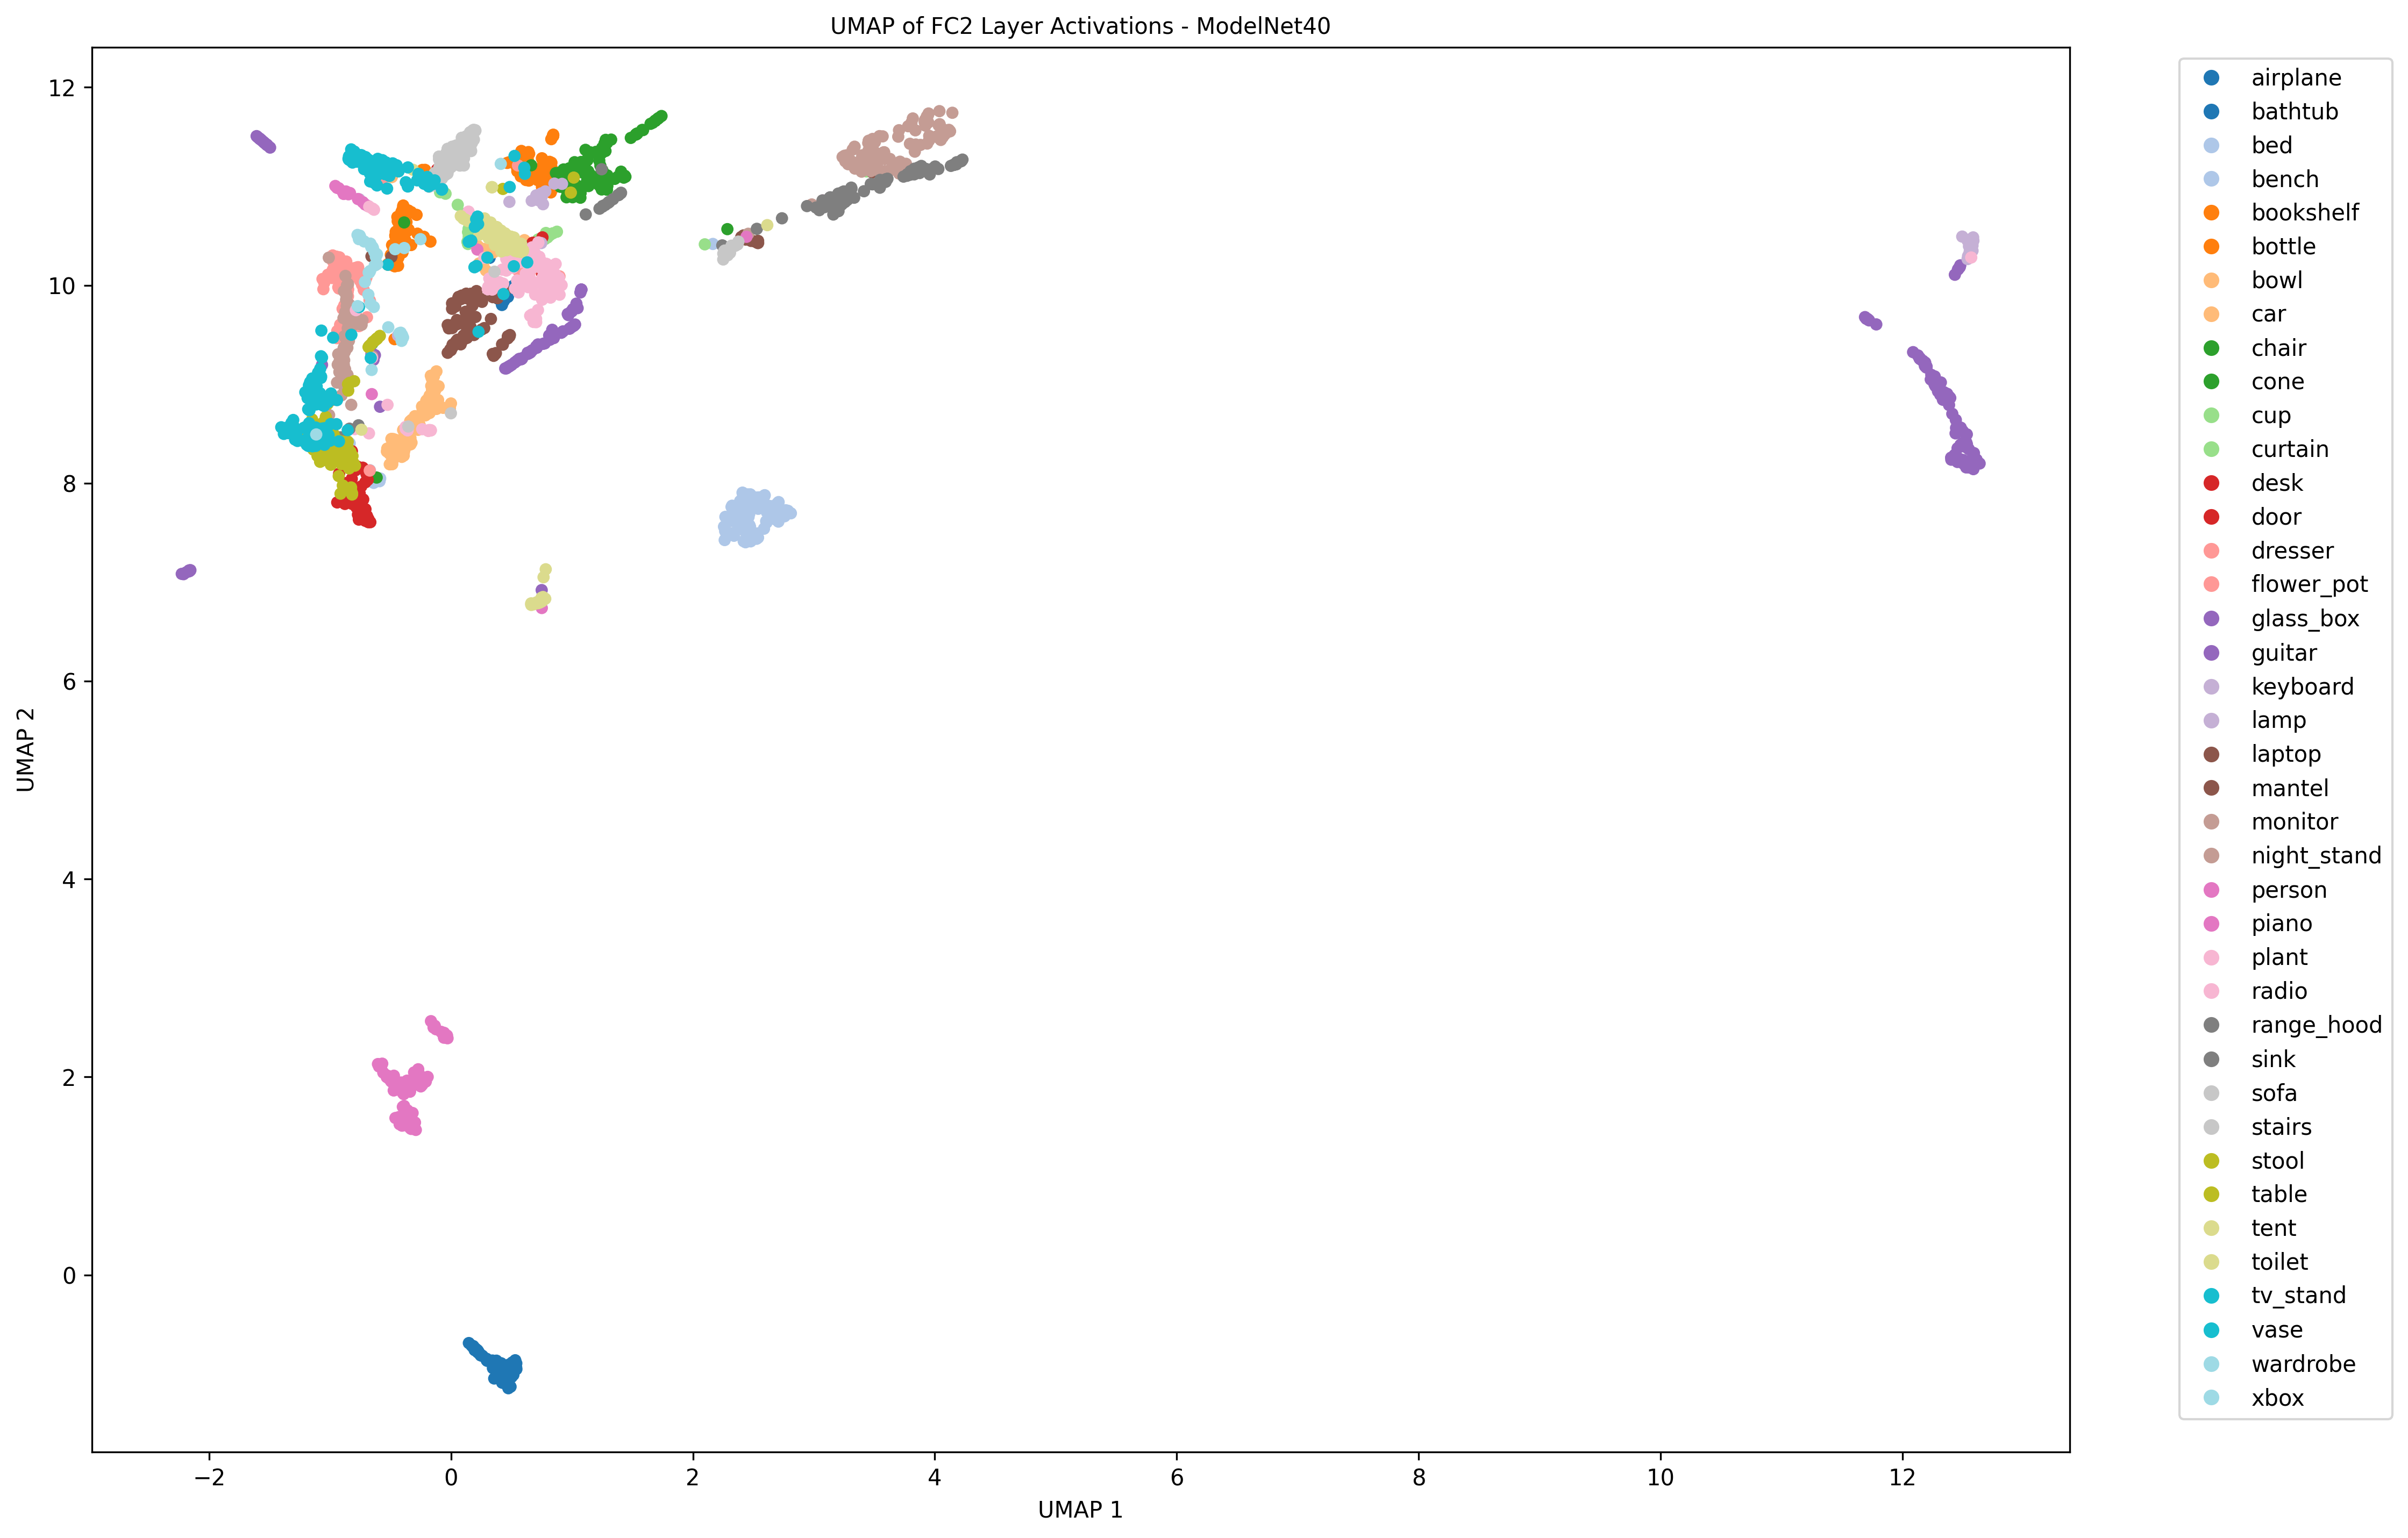 UMAP of FC2 Layer Activations - ModelNet40
12
10
8
6
4
2
0
UMAP 2
−2
0
2
4
6
8
10
12
UMAP 1
airplane
bathtub
bed
bench
bookshelf
bottle
bowl
car
chair
cone
cup
curtain
desk
door
dresser
flower_pot
glass_box
guitar
keyboard
lamp
laptop
mantel
monitor
night_stand
person
piano
plant
radio
range_hood
sink
sofa
stairs
stool
table
tent
toilet
tv_stand
vase
wardrobe
xbox